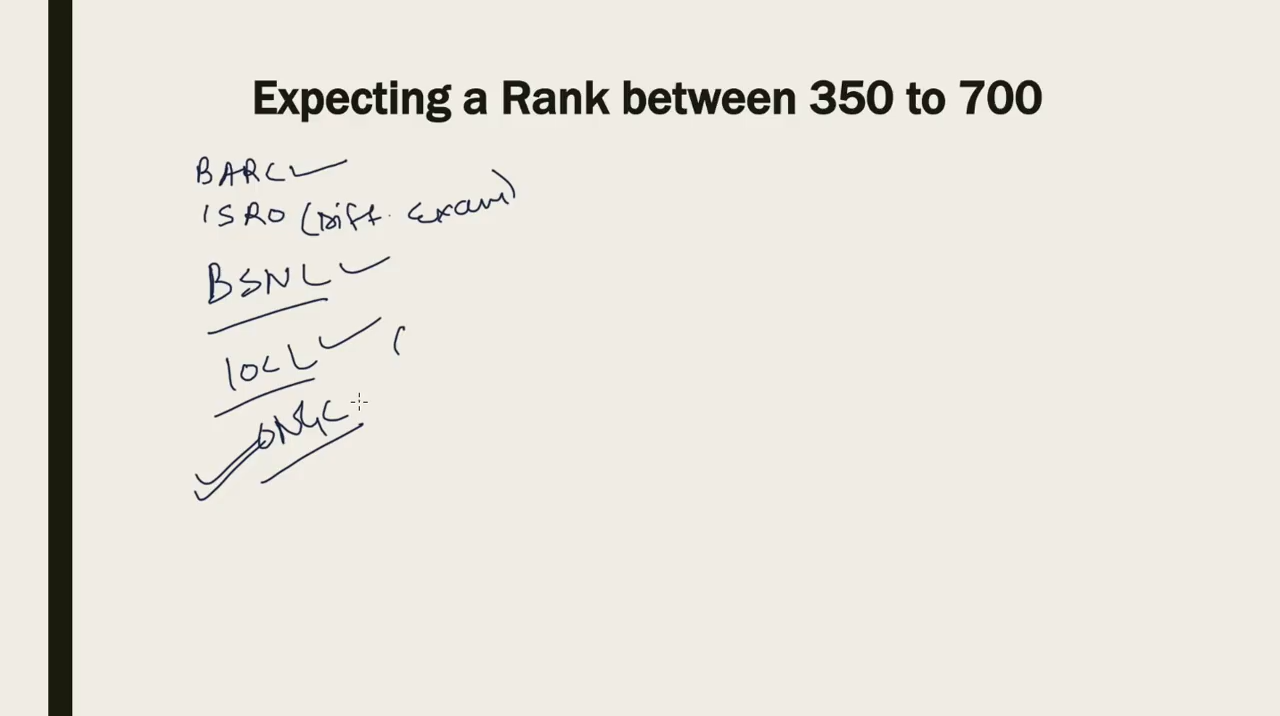 Expecting a Rank between 350 to 700
BARC
ISRO (Diff. Exam)
BSNL
IOCL (
ONGC